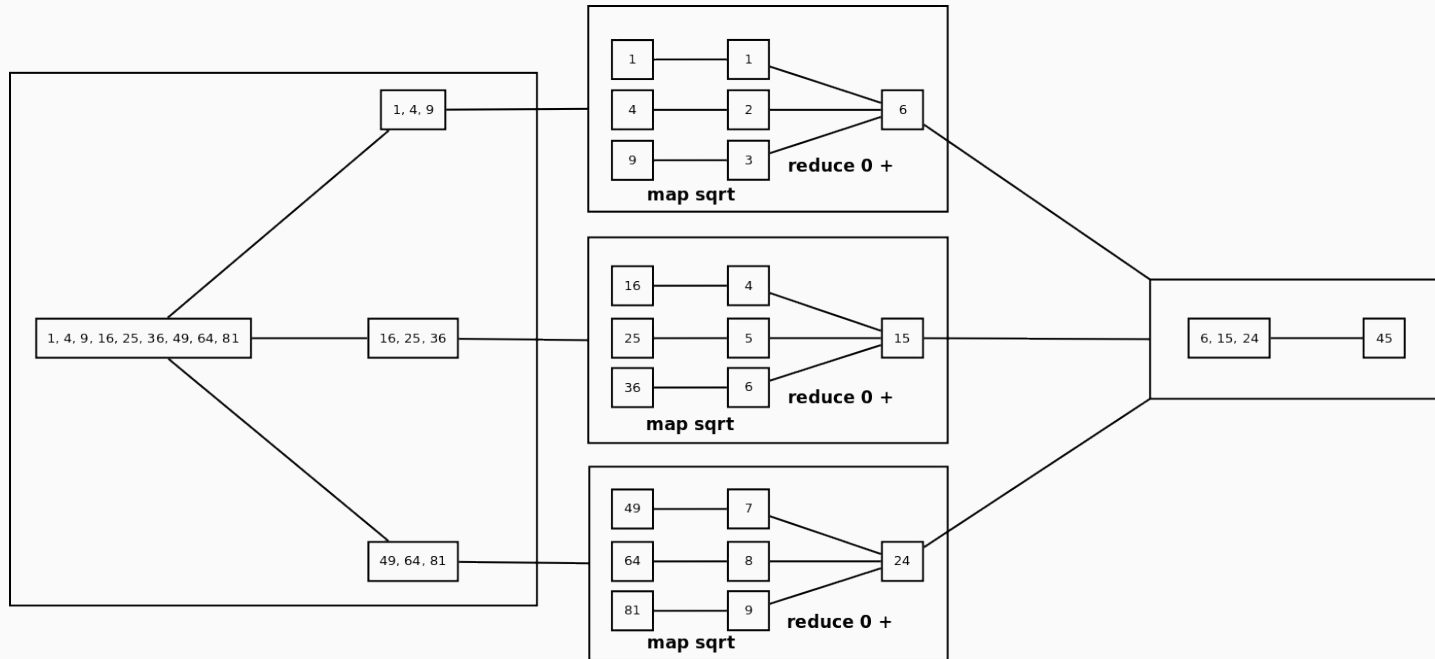 1, 4, 9, 16, 25, 36, 49, 64, 81
1, 4, 9
16, 25, 36
49, 64, 81
1
1
4
2
6
9
3
reduce 0 +
map sqrt
16
4
25
5
15
36
6
reduce 0 +
map sqrt
49
7
64
8
24
81
9
reduce 0 +
map sqrt
6, 15, 24
45